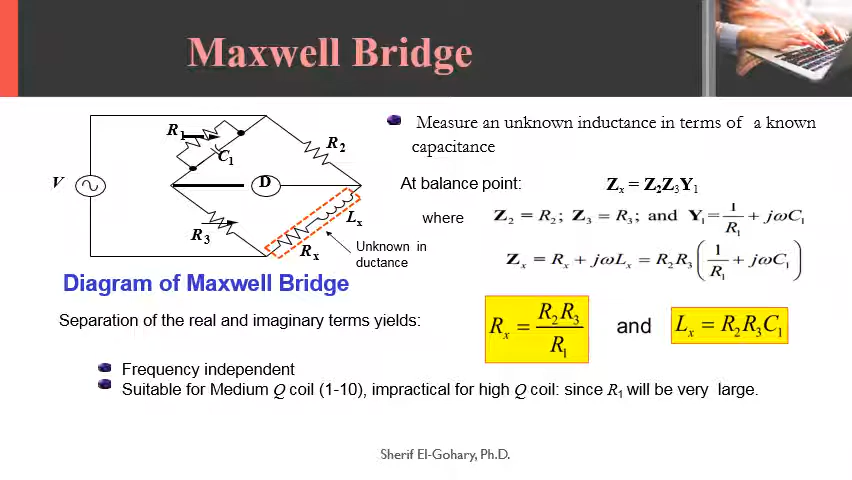 Maxwell Bridge
R1
C1
R2
V
D
R3
Rx
Lx
Unknown in
ductance
Diagram of Maxwell Bridge
Measure an unknown inductance in terms of a known
capacitance
At balance point: Zx = Z2Z3Y1
where Z2 = R2; Z3 = R3; and Y1 = 1/R1 + jωC1
Zx = Rx + jωLx = R2R3(1/R1 + jωC1)
Separation of the real and imaginary terms yields: Rx = R2R3/R1 and Lx = R2R3C1
Frequency independent
Suitable for Medium Q coil (1-10), impractical for high Q coil: since R1 will be very large.
Sherif El-Gohary, Ph.D.